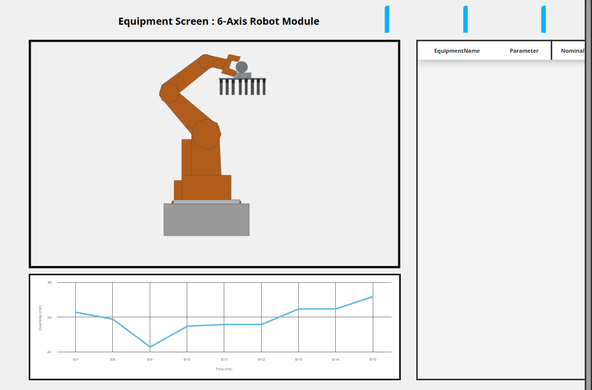 Equipment Screen : 6-Axis Robot Module
EquipmentName Parameter Nominal
8/7 8/8 8/9 8/10 8/11 8/12 8/13 8/14 8/15